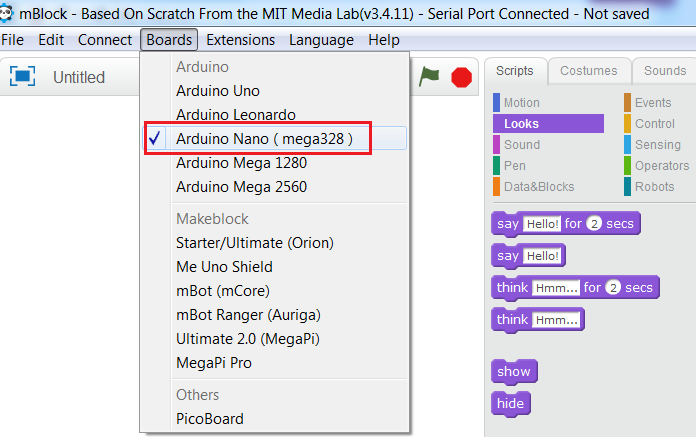 mBlock - Based On Scratch From the MIT Media Lab(v3.4.11) - Serial Port Connected - Not saved
File Edit Connect Boards Extensions Language Help
Untitled
Arduino
Arduino Uno
Arduino Leonardo
Arduino Nano ( mega328 )
Arduino Mega 1280
Arduino Mega 2560
Makeblock
Starter/Ultimate (Orion)
Me Uno Shield
mBot (mCore)
mBot Ranger (Auriga)
Ultimate 2.0 (MegaPi)
MegaPi Pro
Others
PicoBoard
Scripts Costumes Sounds
Motion Events
Looks Control
Sound Sensing
Pen Operators
Data&Blocks Robots
say Hello! for 2 secs
say Hello!
think Hmm... for 2 secs
think Hmm...
show
hide